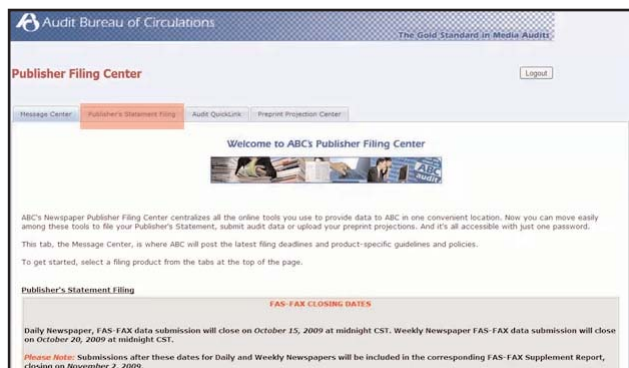 Audit Bureau of Circulations
The Gold Standard in Media Audits
Publisher Filing Center
Logout
Message Center Publisher's Statement Filing Audit QuickLink Preprint Projection Center
Welcome to ABC's Publisher Filing Center
ABC audit
ABC's Newspaper Publisher Filing Center centralizes all the online tools you use to provide data to ABC in one convenient location. Now you can move easily
among these tools to file your Publisher's Statement, submit audit data or upload your preprint projections. And it's all accessible with just one password.
This tab, the Message Center, is where ABC will post the latest filing deadlines and product-specific guidelines and policies.
To get started, select a filing product from the tabs at the top of the page.
Publisher's Statement Filing
FAS-FAX CLOSING DATES
Daily Newspaper, FAS-FAX data submission will close on October 15, 2009 at midnight CST. Weekly Newspaper FAS-FAX data submission will close
on October 20, 2009 at midnight CST.
Please Note: Submissions after these dates for Daily and Weekly Newspapers will be included in the corresponding FAS-FAX Supplement Report,
closing on November 2, 2009.